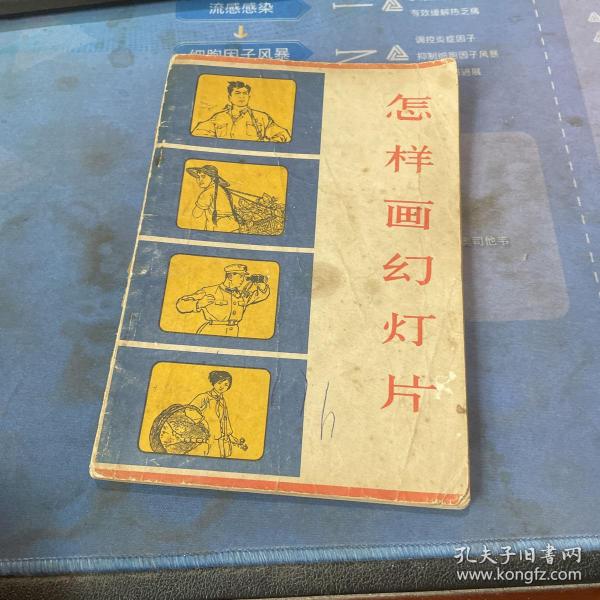 流感感染
有效缓解热乏痛
细胞因子风暴
调控炎症因子
抑制细胞因子风暴
怎样画幻灯片
孔夫子旧书网
www.kongfz.com